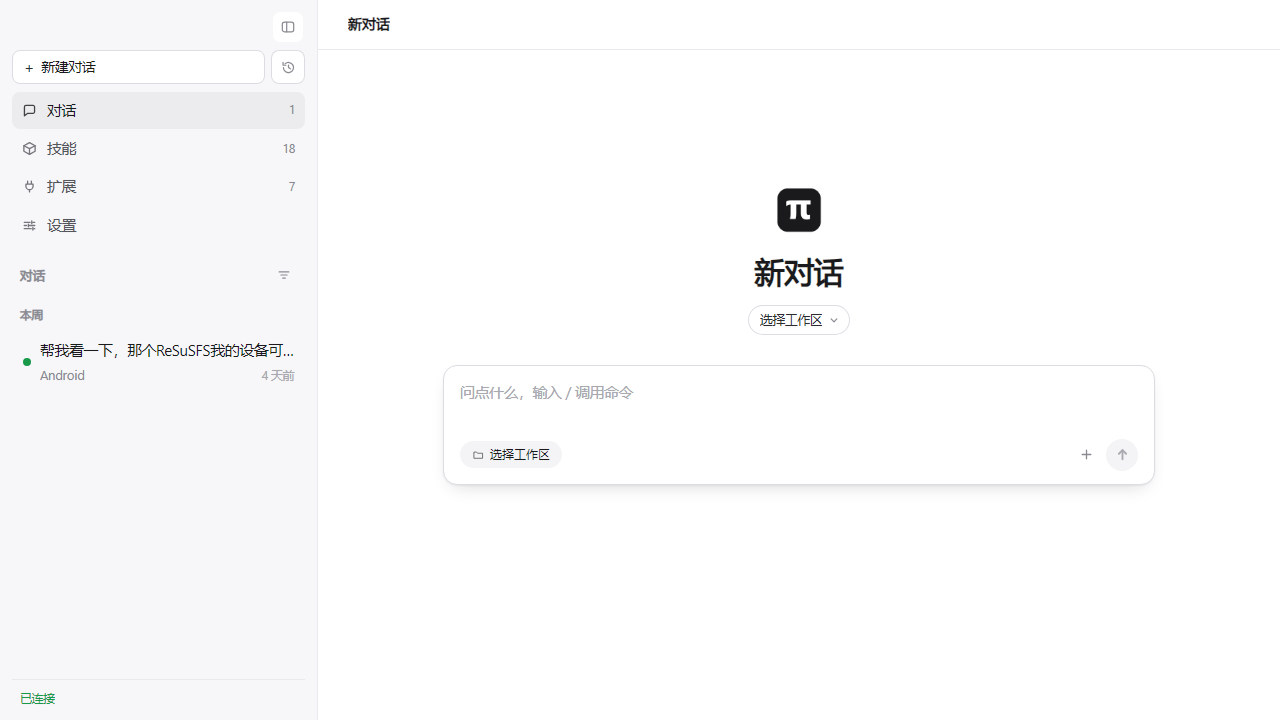 新对话
+ 新建对话
对话 1
技能 18
扩展 7
设置
对话
本周
帮我看一下，那个ReSuSFS我的设备可...
Android 4 天前
已连接
π
新对话
选择工作区
问点什么，输入 / 调用命令
选择工作区